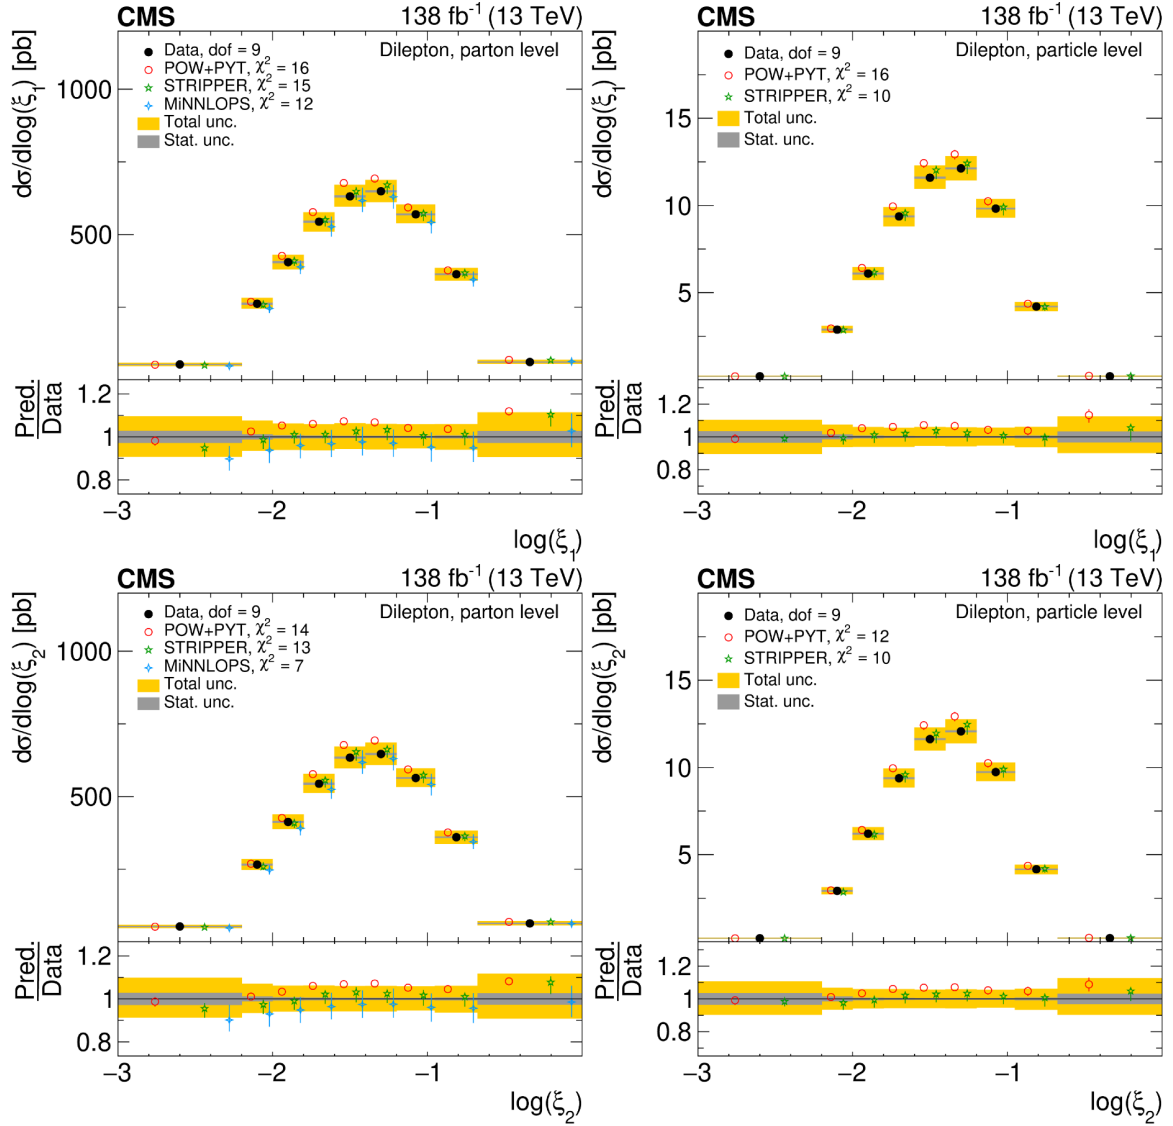 CMS 138 fb⁻¹ (13 TeV)
dσ/dlog(ξ₁) [pb]
Dilepton, parton level
Data, dof = 9
POW+PYT, χ² = 16
STRIPPER, χ² = 15
MiNNLOPS, χ² = 12
Total unc.
Stat. unc.
1000
500
Pred.
Data
1.2
1
0.8
−3 −2 −1
log(ξ₁)
CMS 138 fb⁻¹ (13 TeV)
dσ/dlog(ξ₁) [pb]
Dilepton, particle level
Data, dof = 9
POW+PYT, χ² = 16
STRIPPER, χ² = 10
Total unc.
Stat. unc.
15
10
5
Pred.
Data
1.2
1
0.8
−3 −2 −1
log(ξ₁)
CMS 138 fb⁻¹ (13 TeV)
dσ/dlog(ξ₂) [pb]
Dilepton, parton level
Data, dof = 9
POW+PYT, χ² = 14
STRIPPER, χ² = 13
MiNNLOPS, χ² = 7
Total unc.
Stat. unc.
1000
500
Pred.
Data
1.2
1
0.8
−3 −2 −1
log(ξ₂)
CMS 138 fb⁻¹ (13 TeV)
dσ/dlog(ξ₂) [pb]
Dilepton, particle level
Data, dof = 9
POW+PYT, χ² = 12
STRIPPER, χ² = 10
Total unc.
Stat. unc.
15
10
5
Pred.
Data
1.2
1
0.8
−3 −2 −1
log(ξ₂)